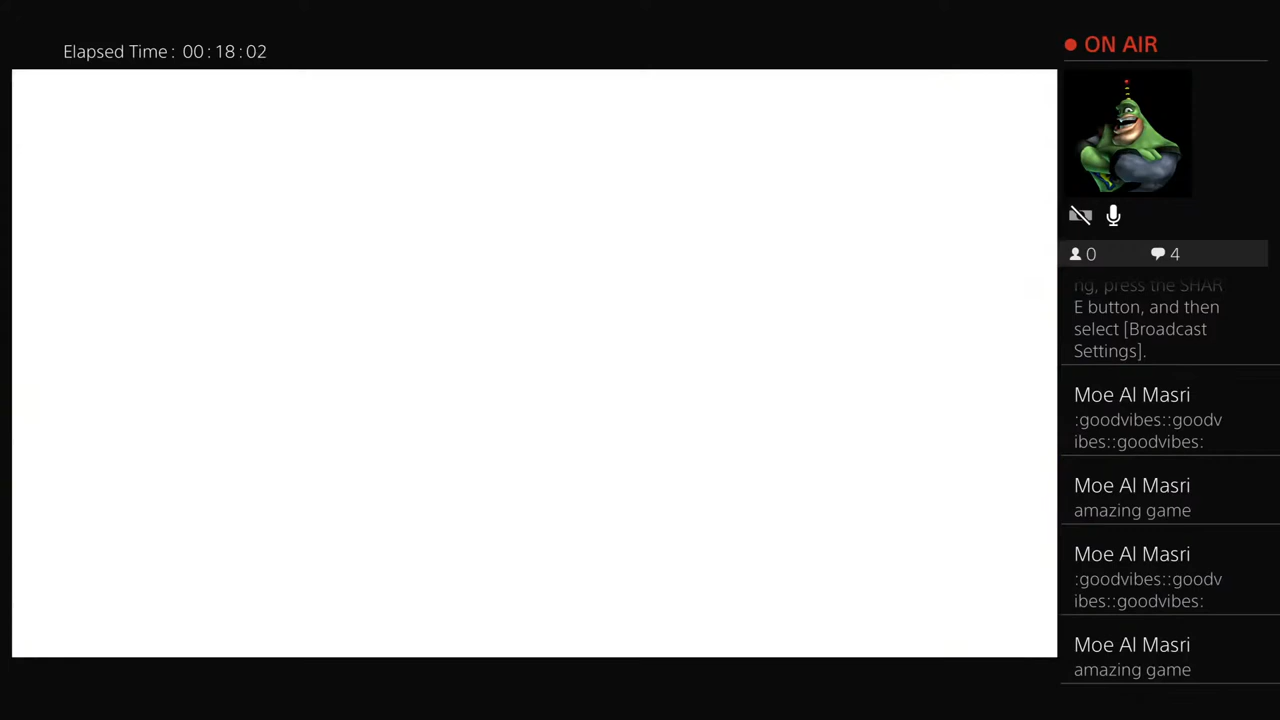 Elapsed Time: 00:18:02
ON AIR
0 4
ng, press the SHAR
E button, and then
select [Broadcast
Settings].
Moe Al Masri
:goodvibes::goodv
ibes::goodvibes:
Moe Al Masri
amazing game
Moe Al Masri
:goodvibes::goodv
ibes::goodvibes:
Moe Al Masri
amazing game